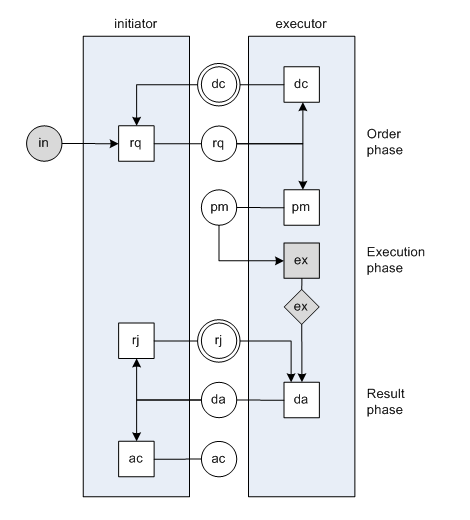 initiator
executor
dc
dc
in
rq
rq
Order
phase
pm
pm
Execution
phase
ex
ex
rj
rj
da
da
Result
phase
ac
ac